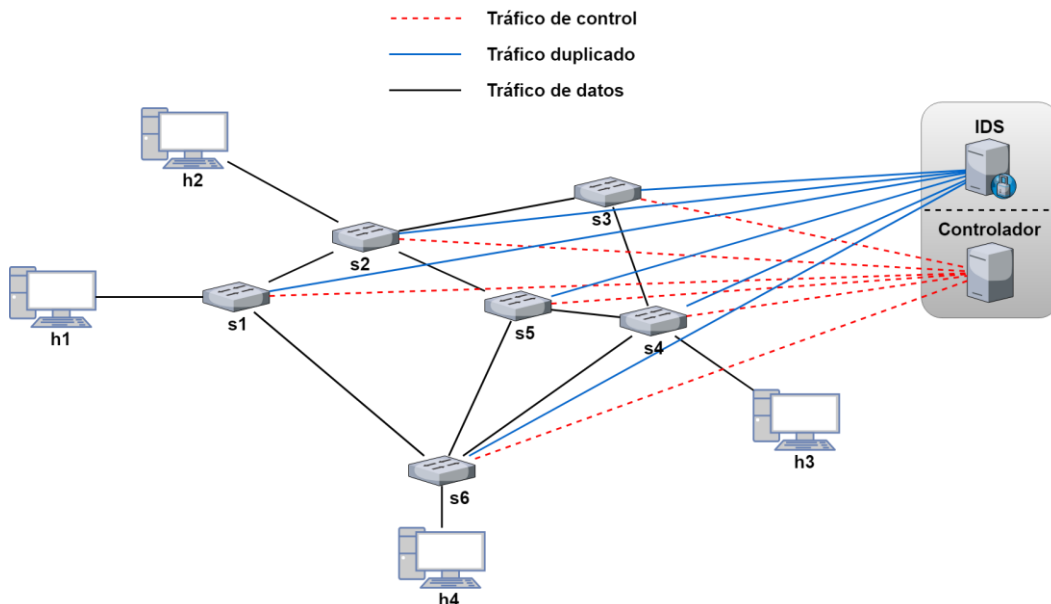 Tráfico de control
Tráfico duplicado
Tráfico de datos
IDS
h2
s3
Controlador
s2
s1
s5
s4
h1
h3
s6
h4